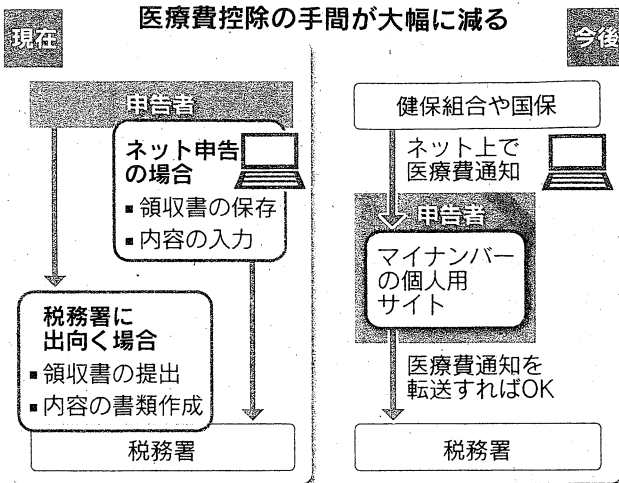 医療費控除の手間が大幅に減る
現在
申告者
ネット申告
の場合
■領収書の保存
■内容の入力
税務署に
出向く場合
■領収書の提出
■内容の書類作成
税務署
今後
健保組合や国保
ネット上で
医療費通知
申告者
マイナンバー
の個人用
サイト
医療費通知を
転送すればOK
税務署